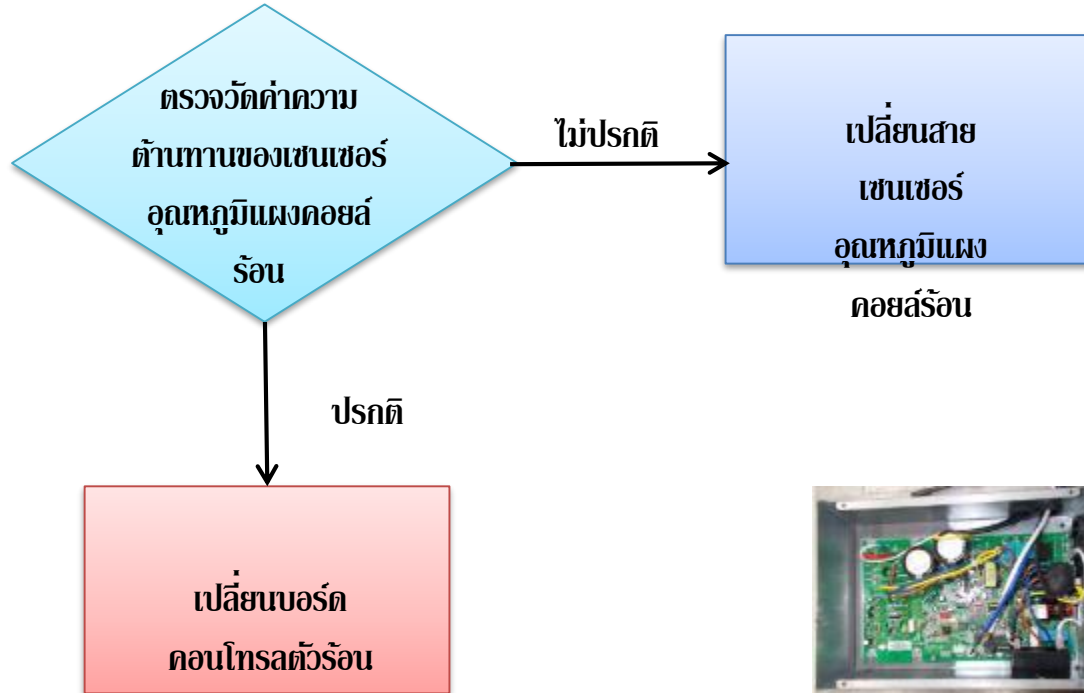 ตรวจวัดค่าความ
ต้านทานของเซนเซอร์
อุณหภูมิแผงคอยล์
ร้อน
ไม่ปรกติ
เปลี่ยนสาย
เซนเซอร์
อุณหภูมิแผง
คอยล์ร้อน
ปรกติ
เปลี่ยนบอร์ด
คอนโทรลตัวร้อน